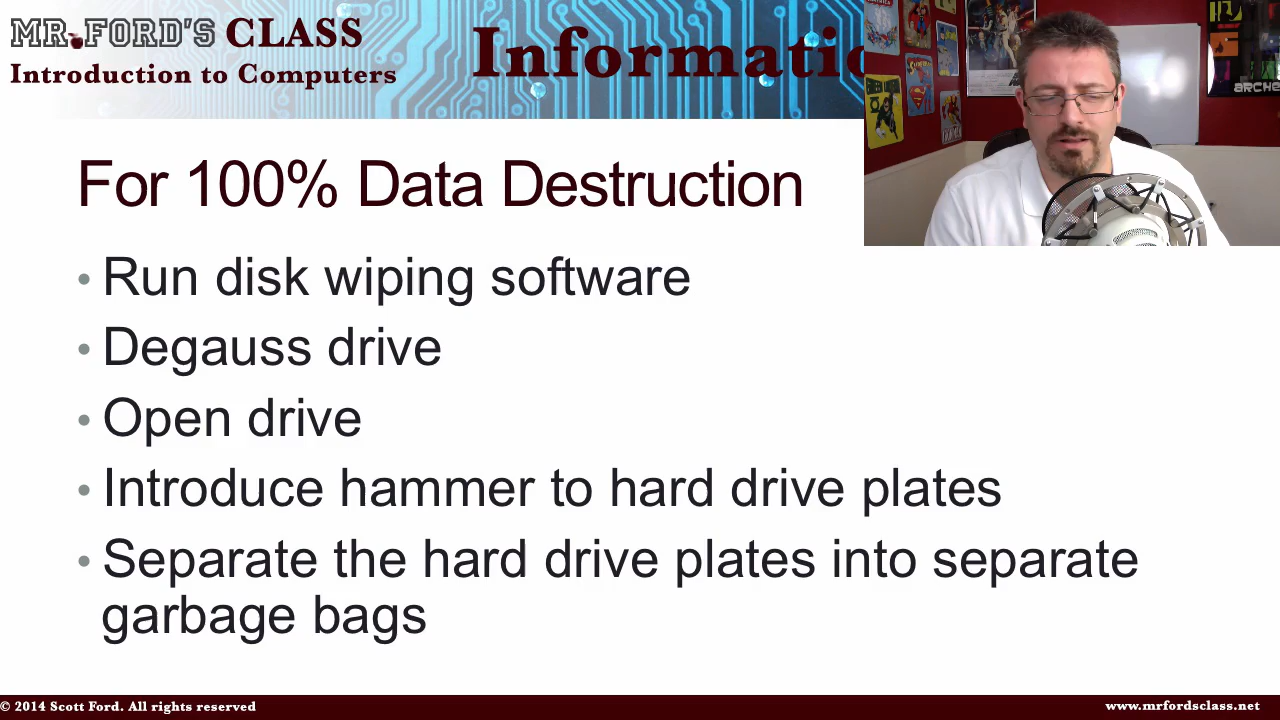 MR.FORD'S CLASS
Introduction to Computers
Informatio
For 100% Data Destruction
• Run disk wiping software
• Degauss drive
• Open drive
• Introduce hammer to hard drive plates
• Separate the hard drive plates into separate
garbage bags
ARCHE
© 2014 Scott Ford. All rights reserved
www.mrfordsclass.net